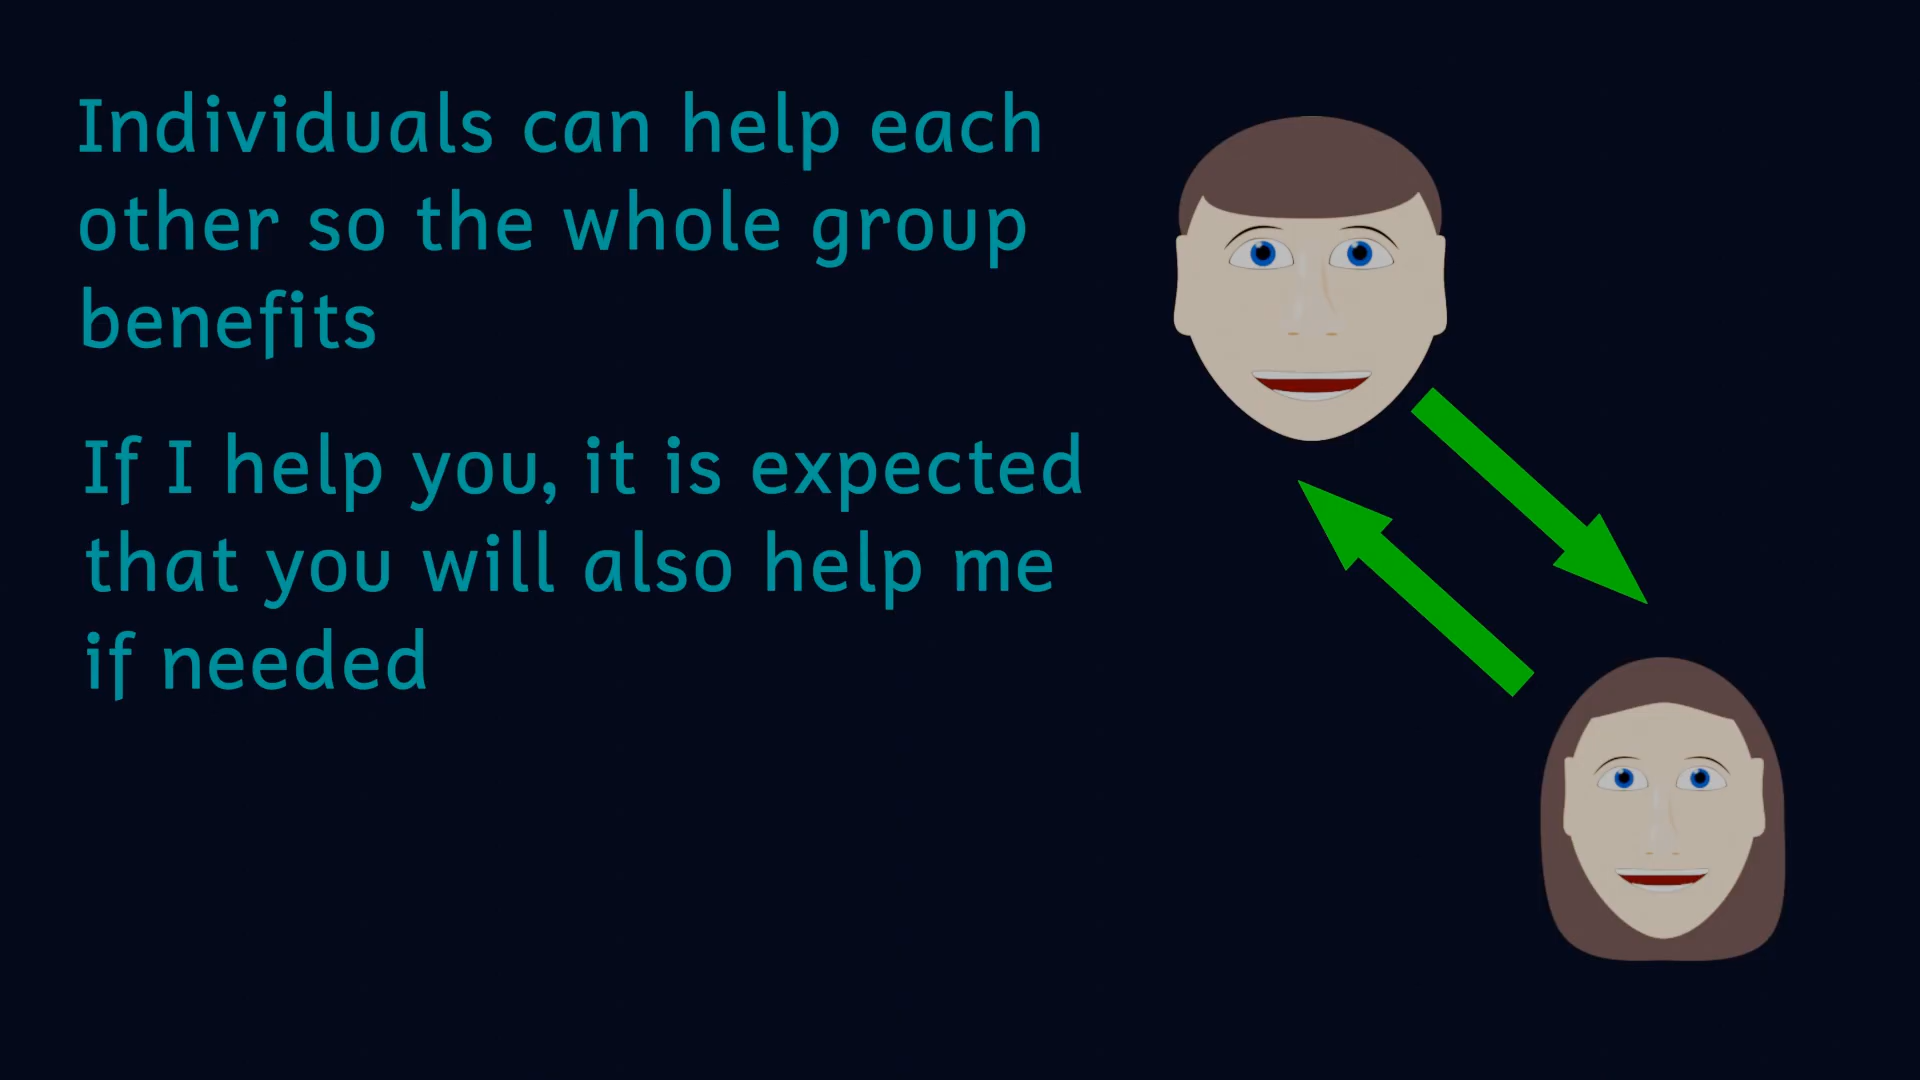 Individuals can help each
other so the whole group
benefits
If I help you, it is expected
that you will also help me
if needed